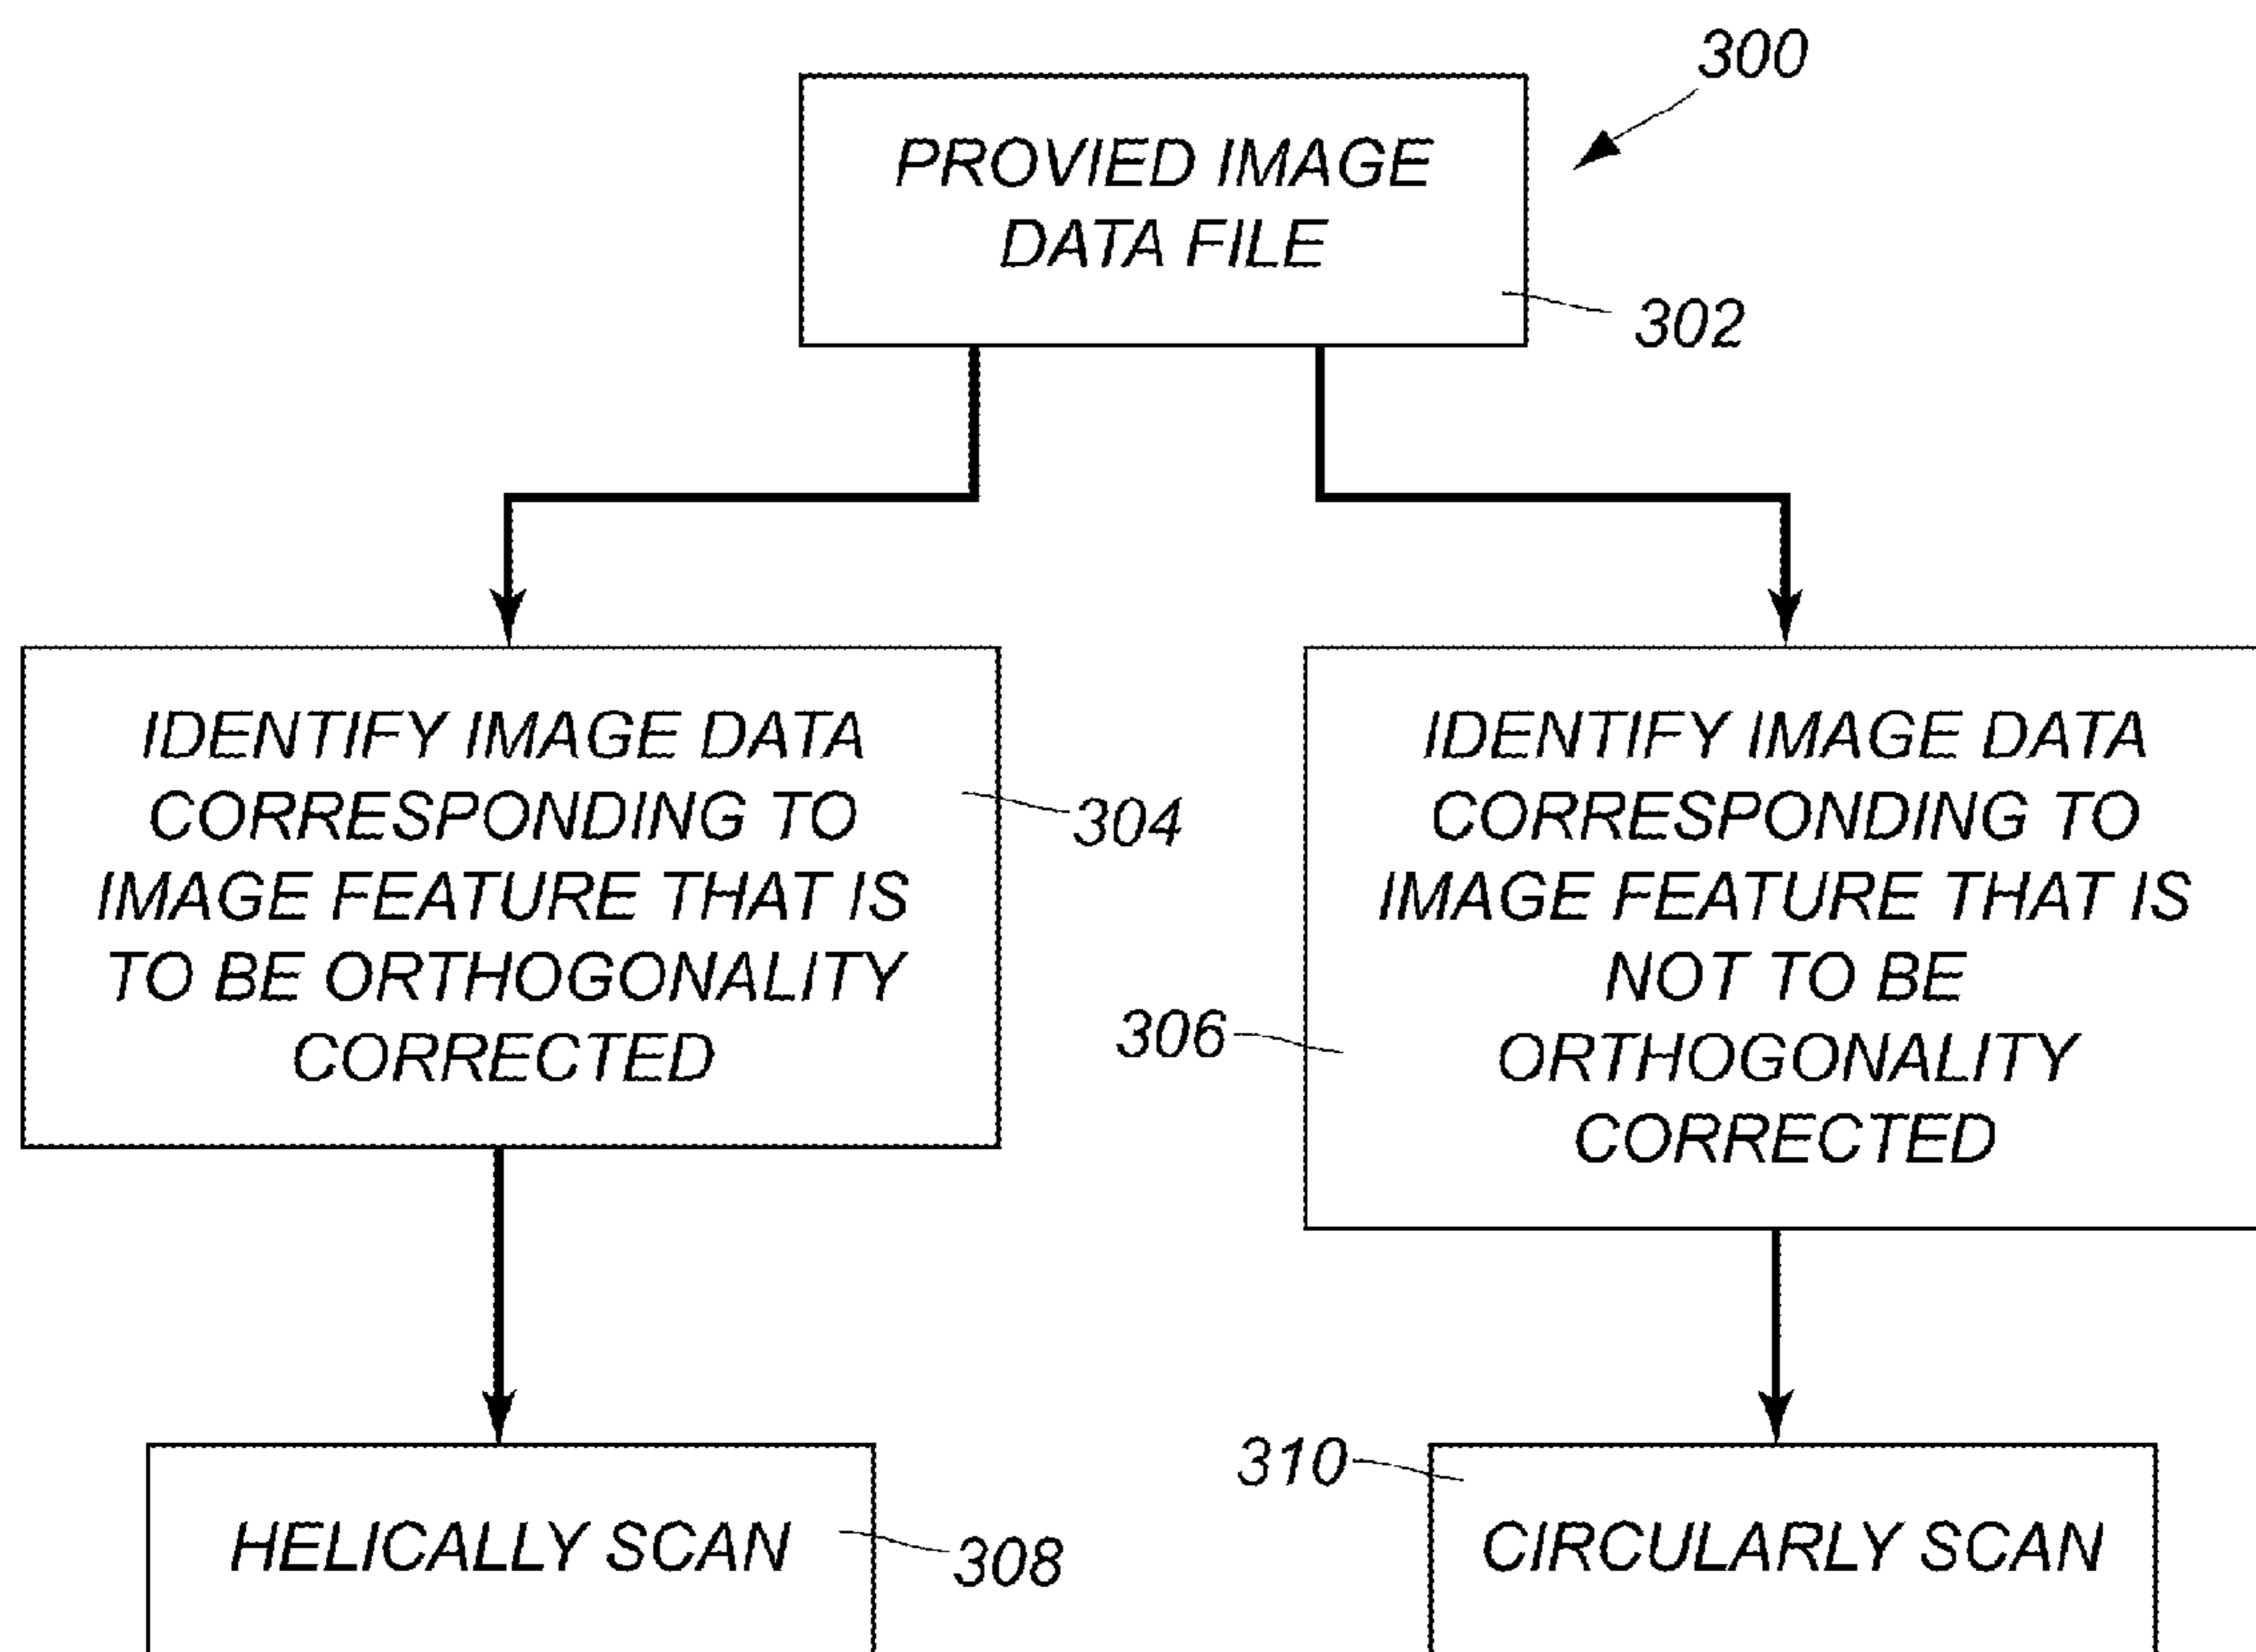 300
PROVIED IMAGE
DATA FILE
302
IDENTIFY IMAGE DATA
CORRESPONDING TO
IMAGE FEATURE THAT IS
TO BE ORTHOGONALITY
CORRECTED
304
IDENTIFY IMAGE DATA
CORRESPONDING TO
IMAGE FEATURE THAT IS
NOT TO BE
ORTHOGONALITY
CORRECTED
306
HELICALLY SCAN
308
310
CIRCULARLY SCAN